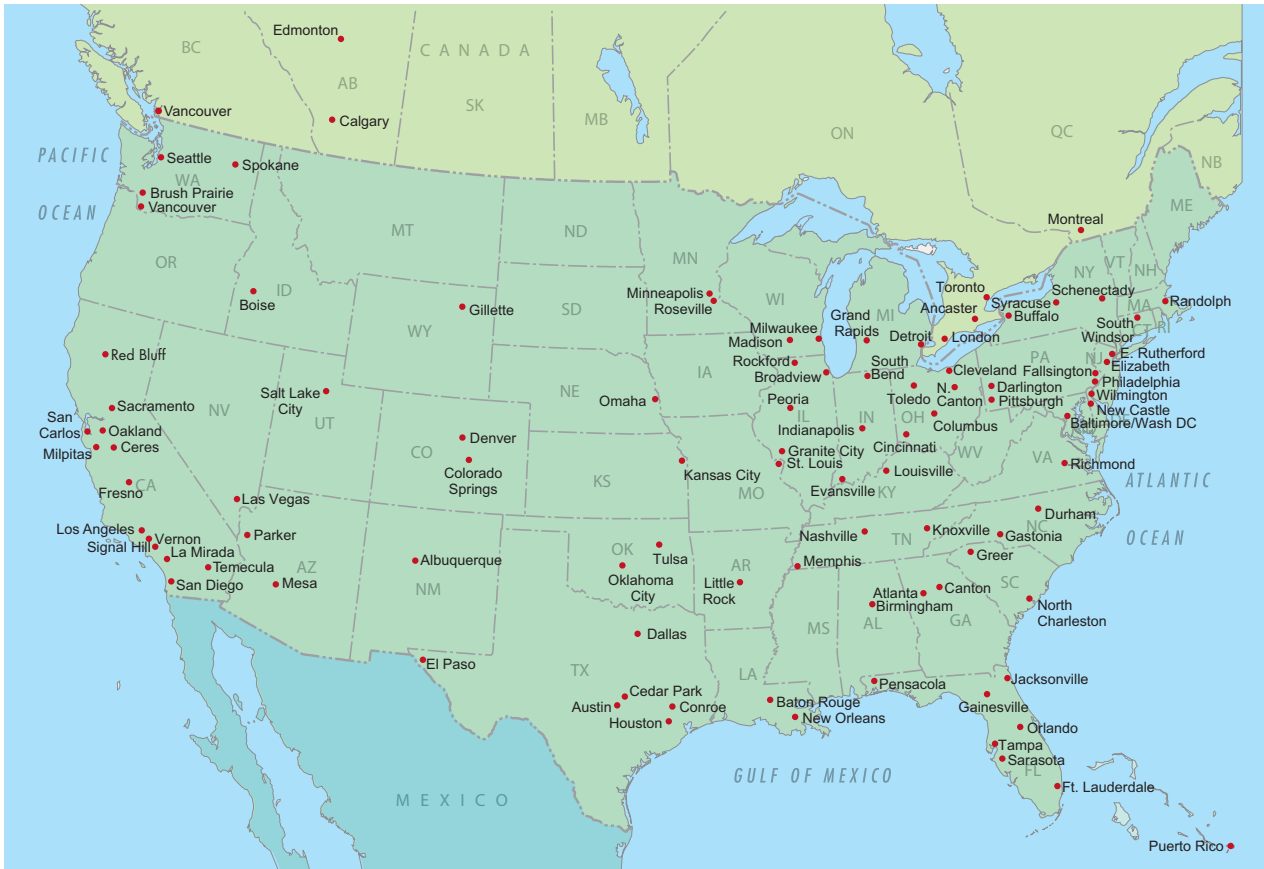 Edmonton
BC
CANADA
AB
SK
MB
ON
QC
NB
Vancouver
Calgary
PACIFIC
OCEAN
Seattle
Spokane
WA
Brush Prairie
Vancouver
MT
ND
MN
ME
Montreal
OR
ID
Boise
WY
Gillette
SD
Minneapolis
Roseville
WI
MI
Toronto
Ancaster
London
NY
VT
NH
Schenectady
Syracuse
Buffalo
MA
Randolph
South
Windsor
CT
RI
Milwaukee
Madison
Grand
Rapids
Detroit
Rockford
Broadview
South
Bend
Cleveland
PA
NJ
E. Rutherford
Elizabeth
Fallsington
Philadelphia
Wilmington
New Castle
Baltimore/Wash DC
Red Bluff
Sacramento
NV
Salt Lake
City
UT
NE
IA
Omaha
Peoria
IL
IN
Toledo
N.
Canton
OH
Darlington
Pittsburgh
Columbus
Indianapolis
Cincinnati
San
Carlos
Oakland
Milpitas
Ceres
Denver
CO
Colorado
Springs
KS
Kansas City
MO
Granite City
St. Louis
Evansville
Louisville
KY
WV
VA
Richmond
ATLANTIC
OCEAN
Fresno
CA
Las Vegas
Los Angeles
Vernon
Signal Hill
La Mirada
Temecula
San Diego
Parker
AZ
Mesa
Albuquerque
NM
OK
Tulsa
Oklahoma
City
AR
Little
Rock
Nashville
TN
Knoxville
Memphis
Durham
NC
Gastonia
Greer
SC
Atlanta
Canton
Birmingham
MS
AL
GA
North
Charleston
El Paso
TX
Dallas
LA
Cedar Park
Austin
Conroe
Houston
Baton Rouge
New Orleans
Pensacola
Jacksonville
Gainesville
Orlando
Tampa
Sarasota
FL
Ft. Lauderdale
MEXICO
GULF OF MEXICO
Puerto Rico